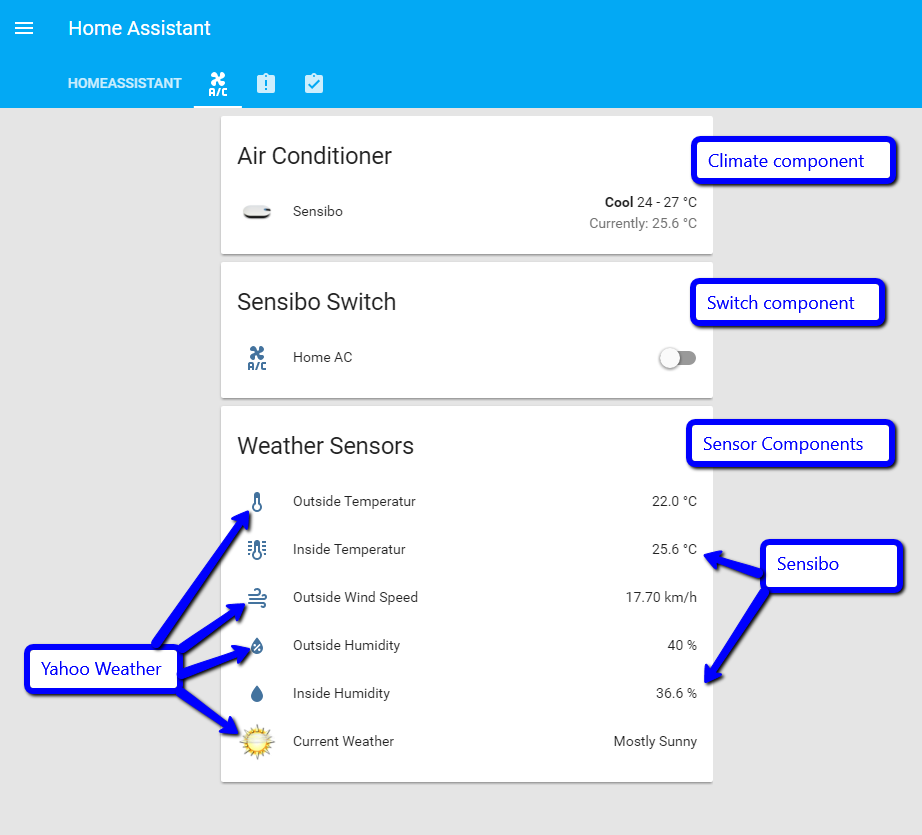 Home Assistant
HOMEASSISTANT
A/C
Air Conditioner
Climate component
Sensibo
Cool 24 - 27 °C
Currently: 25.6 °C
Sensibo Switch
Switch component
A/C
Home AC
Weather Sensors
Sensor Components
Outside Temperatur
22.0 °C
Inside Temperatur
25.6 °C
Sensibo
Outside Wind Speed
17.70 km/h
Outside Humidity
40 %
Yahoo Weather
Inside Humidity
36.6 %
Current Weather
Mostly Sunny